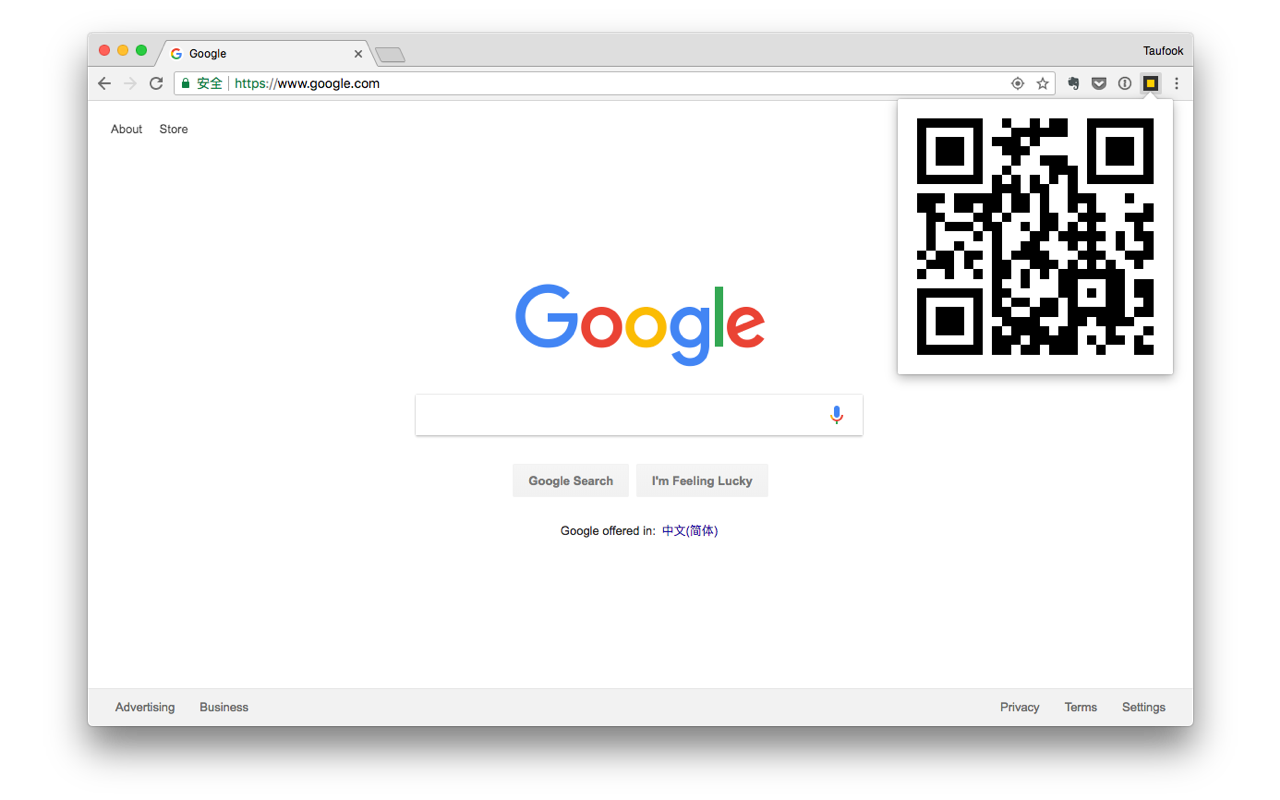 Google
Taufook
安全 https://www.google.com
About Store
Google
Google Search I'm Feeling Lucky
Google offered in: 中文(简体)
Advertising Business Privacy Terms Settings